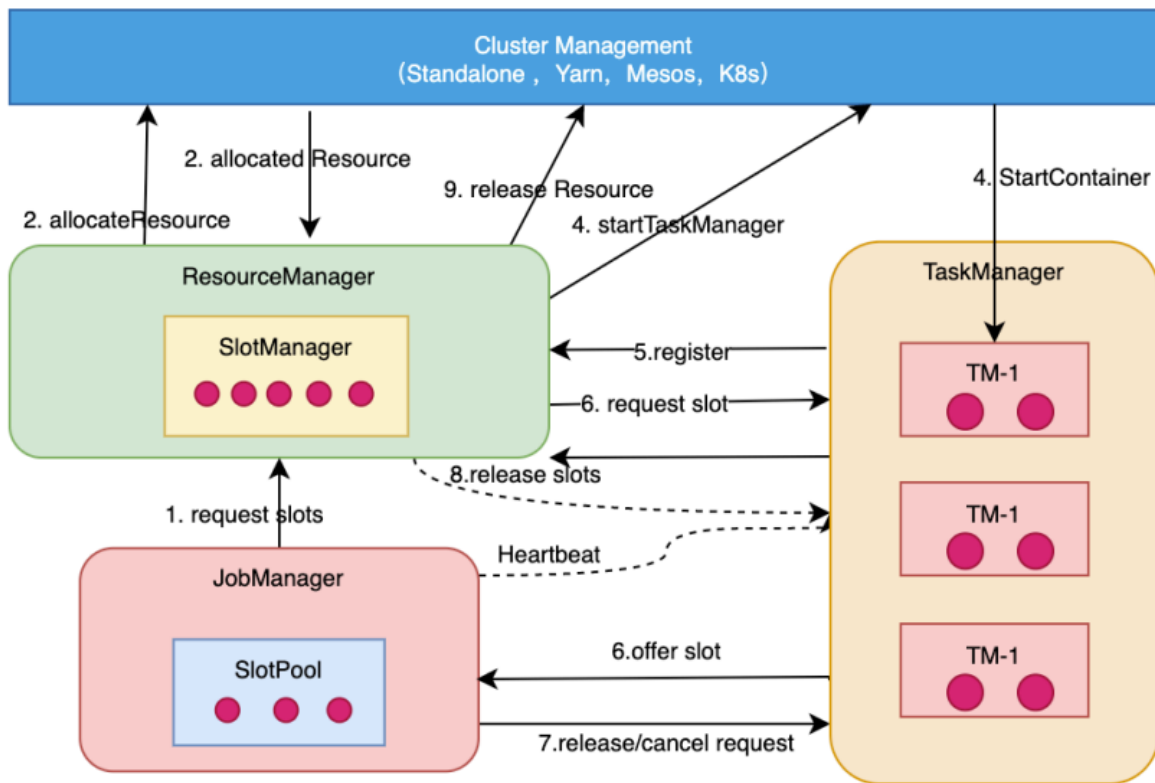 Cluster Management
（Standalone ，Yarn，Mesos，K8s）
2. allocated Resource
9. release Resource
4. StartContainer
2. allocateResource
4. startTaskManager
ResourceManager
TaskManager
SlotManager
5.register
TM-1
6. request slot
8.release slots
1. request slots
TM-1
Heartbeat
JobManager
6.offer slot
TM-1
SlotPool
7.release/cancel request